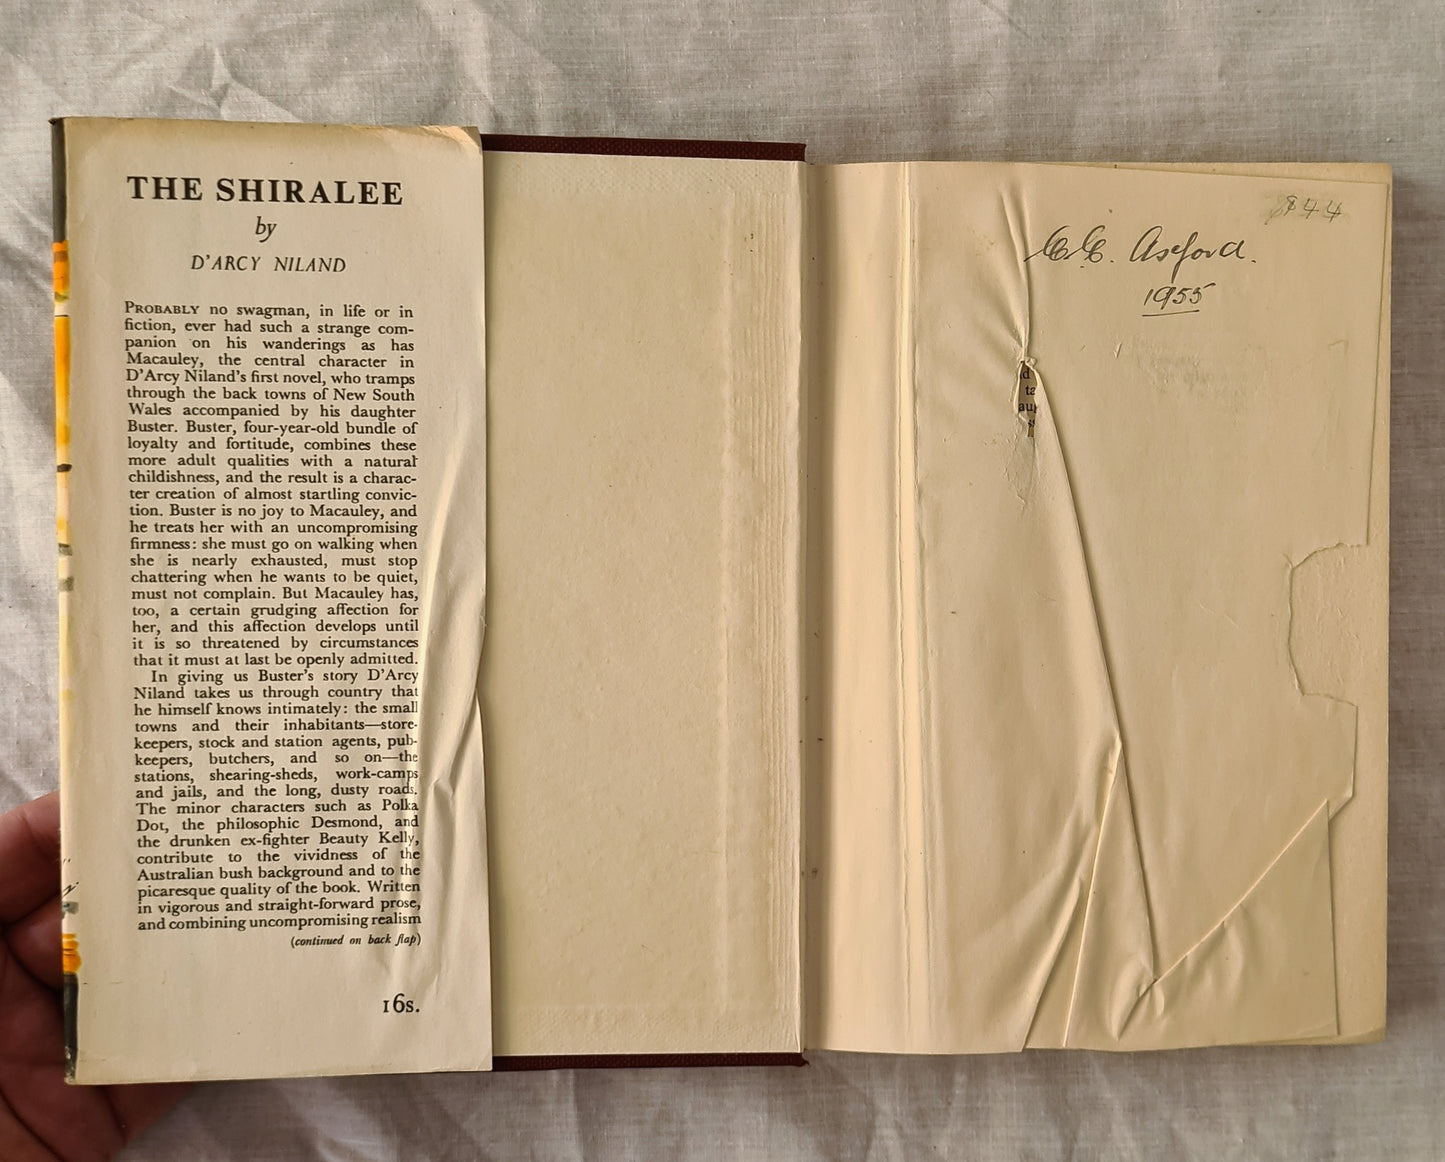 THE SHIRALEE
by
D'ARCY NILAND
PROBABLY no swagman, in life or in
fiction, ever had such a strange com-
panion on his wanderings as has
Macauley, the central character in
D'Arcy Niland's first novel, who tramps
through the back towns of New South
Wales accompanied by his daughter
Buster. Buster, four-year-old bundle of
loyalty and fortitude, combines these
more adult qualities with a natural
childishness, and the result is a charac-
ter creation of almost startling convic-
tion. Buster is no joy to Macauley, and
he treats her with an uncompromising
firmness: she must go on walking when
she is nearly exhausted, must stop
chattering when he wants to be quiet,
must not complain. But Macauley has,
too, a certain grudging affection for
her, and this affection develops until
it is so threatened by circumstances
that it must at last be openly admitted.
In giving us Buster's story D'Arcy
Niland takes us through country that
he himself knows intimately: the small
towns and their inhabitants—store-
keepers, stock and station agents, pub-
keepers, butchers, and so on—the
stations, shearing-sheds, work-camps
and jails, and the long, dusty roads.
The minor characters such as Polka
Dot, the philosophic Desmond, and
the drunken ex-fighter Beauty Kelly,
contribute to the vividness of the
Australian bush background and to the
picaresque quality of the book. Written
in vigorous and straight-forward prose,
and combining uncompromising realism
(continued on back flap)
16s.
$44
C.C. Axford.
1955
ta
au